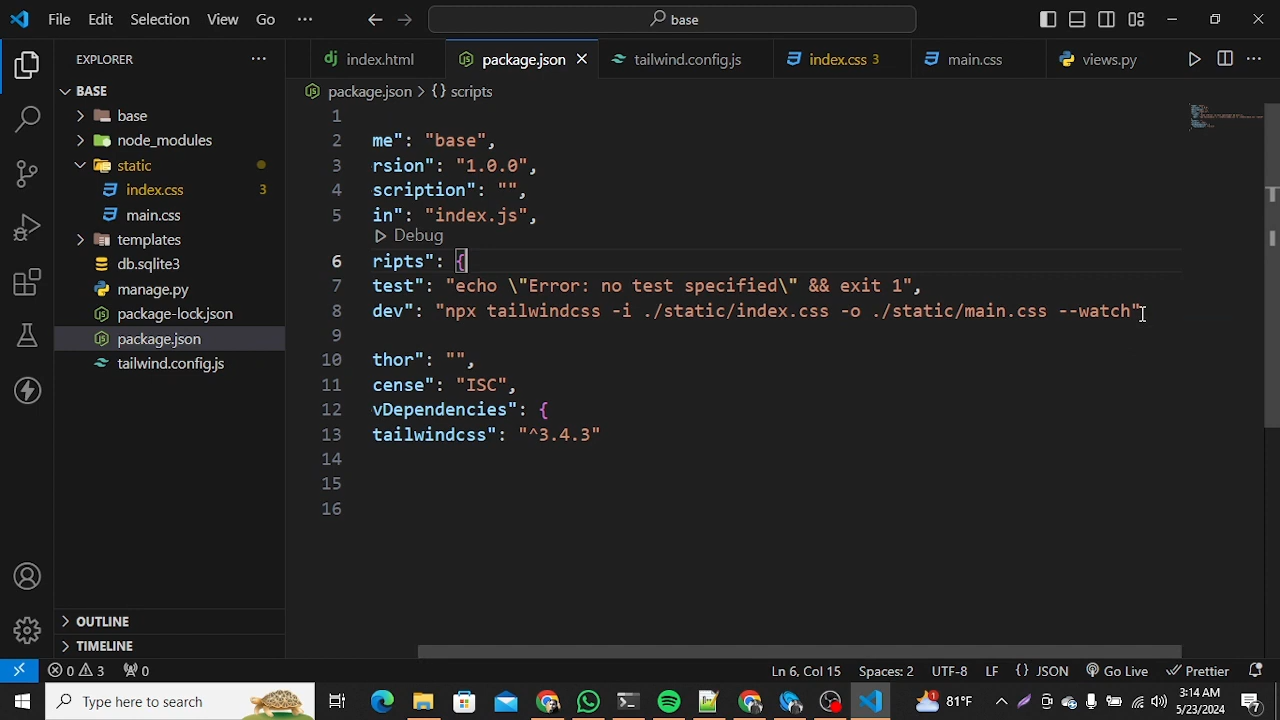 File Edit Selection View Go ··· base
EXPLORER ···
index.html package.json tailwind.config.js index.css 3 main.css views.py ···
BASE
base
node_modules
static
index.css 3
main.css
templates
db.sqlite3
manage.py
package-lock.json
package.json
tailwind.config.js
OUTLINE
TIMELINE
package.json > {} scripts
1
2 me": "base",
3 rsion": "1.0.0",
4 scription": "",
5 in": "index.js",
Debug
6 ripts": {
7 test": "echo \"Error: no test specified\" && exit 1",
8 dev": "npx tailwindcss -i ./static/index.css -o ./static/main.css --watch"
9
10 thor": "",
11 cense": "ISC",
12 vDependencies": {
13 tailwindcss": "^3.4.3"
14
15
16
0 3 0 Ln 6, Col 15 Spaces: 2 UTF-8 LF {} JSON Go Live Prettier
Type here to search 1 81°F 3:14 AM
5/23/2024 7